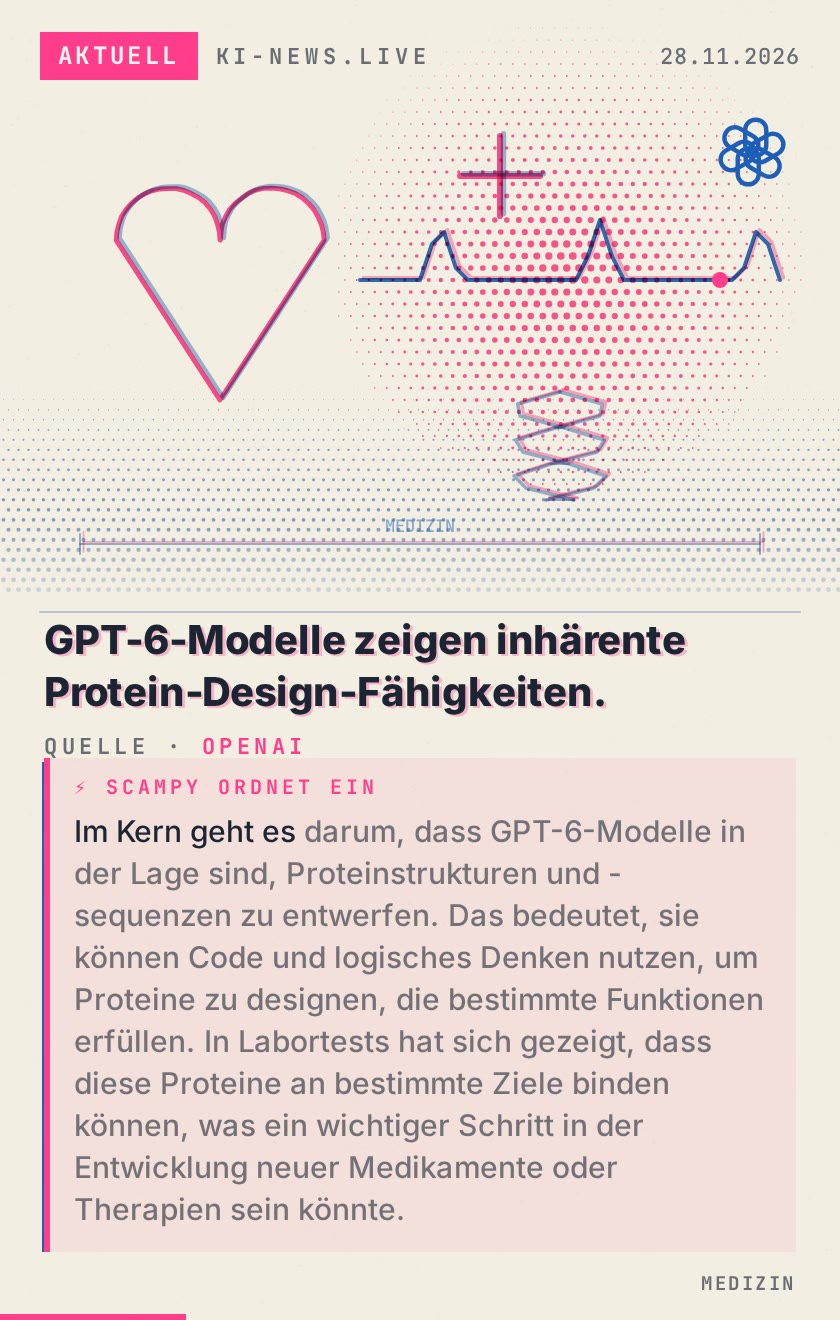 AKTUELL KI-NEWS.LIVE 28.11.2026
MEDIZIN
GPT-6-Modelle zeigen inhärente
Protein-Design-Fähigkeiten.
QUELLE · OPENAI
⚡ SCAMPY ORDNET EIN
Im Kern geht es darum, dass GPT-6-Modelle in
der Lage sind, Proteinstrukturen und -
sequenzen zu entwerfen. Das bedeutet, sie
können Code und logisches Denken nutzen, um
Proteine zu designen, die bestimmte Funktionen
erfüllen. In Labortests hat sich gezeigt, dass
diese Proteine an bestimmte Ziele binden
können, was ein wichtiger Schritt in der
Entwicklung neuer Medikamente oder
Therapien sein könnte.
MEDIZIN